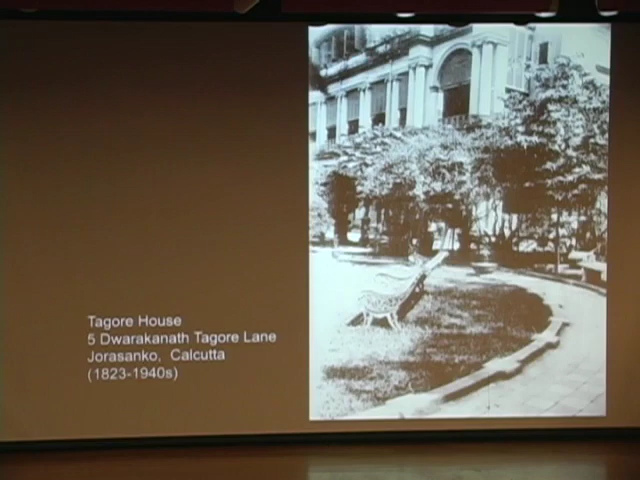 Tagore House
5 Dwarakanath Tagore Lane
Jorasanko, Calcutta
(1823-1940s)